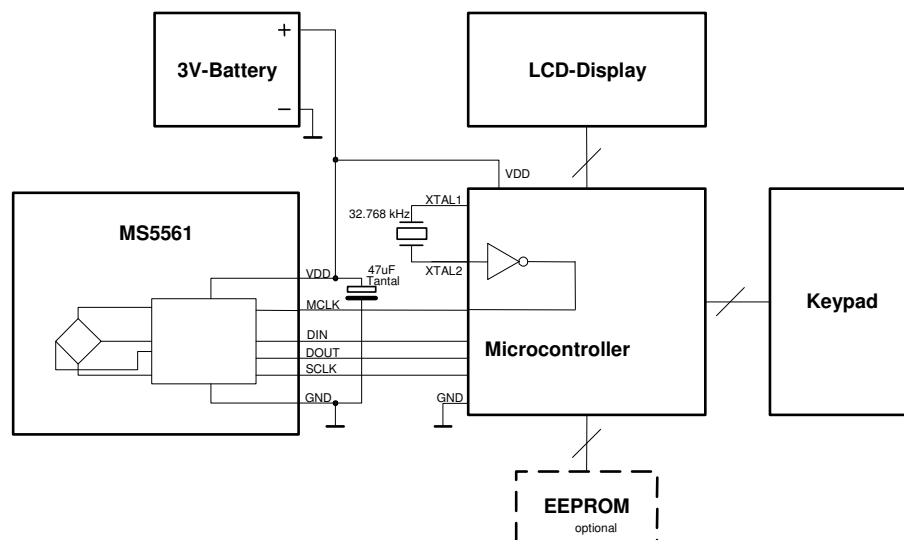 +
3V-Battery
−
LCD-Display
VDD
XTAL1
32.768 kHz
XTAL2
MS5561
VDD
47uF
Tantal
MCLK
DIN
DOUT
SCLK
GND
GND
Microcontroller
Keypad
EEPROM
optional